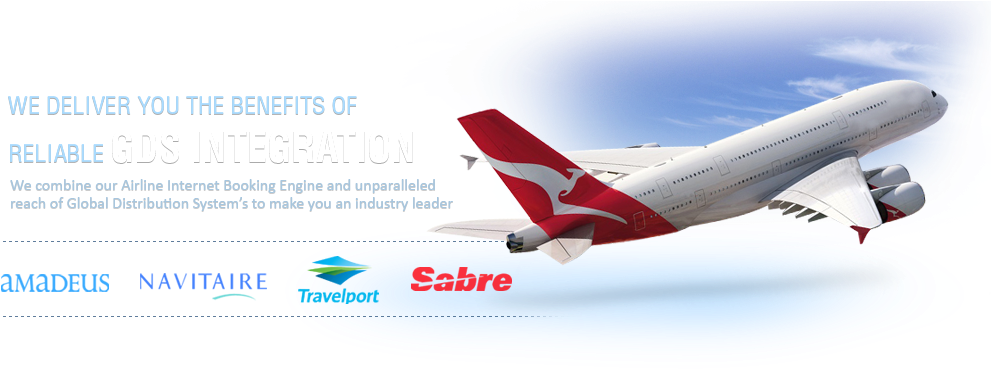 WE DELIVER YOU THE BENEFITS OF
RELIABLE GDS INTEGRATION
We combine our Airline Internet Booking Engine and unparalleled
reach of Global Distribution System's to make you an industry leader
amadeus NAVITAIRE Travelport Sabre